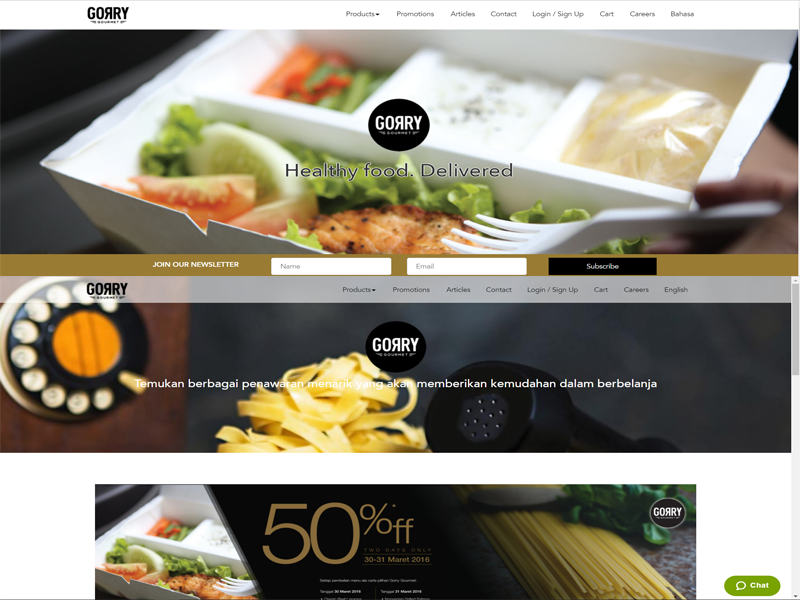 GORRY
GOURMET
Products Promotions Articles Contact Login / Sign Up Cart Careers Bahasa
GORRY
GOURMET
Healthy food. Delivered
JOIN OUR NEWSLETTER Name Email Subscribe
GORRY
GOURMET
Products Promotions Articles Contact Login / Sign Up Cart Careers English
GORRY
GOURMET
Temukan berbagai penawaran menarik yang akan memberikan kemudahan dalam berbelanja
50%off
TWO DAYS ONLY
30-31 Maret 2016
GORRY
GOURMET
Setiap pembelian menu ala carte pilihan Gorry Gourmet
Tanggal 30 Maret 2016 Tanggal 31 Maret 2016
Chat